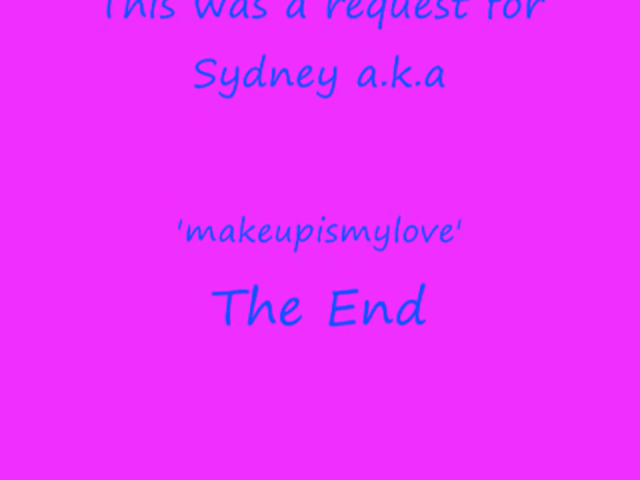 This was a request for
Sydney a.k.a
'makeupismylove'
The End